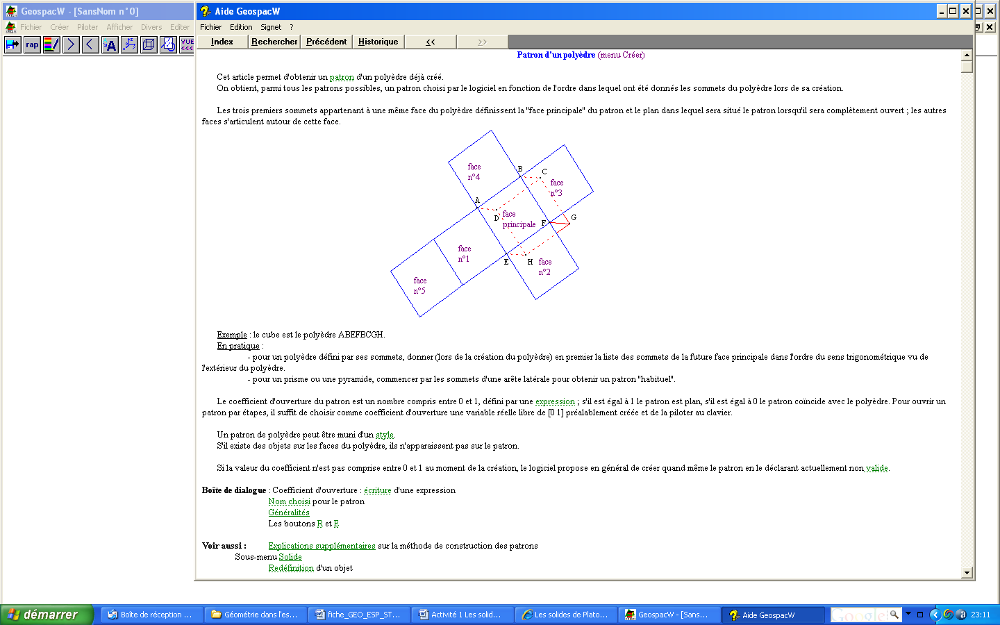 GeospacW - [SansNom n°0]
Aide GeospacW
Fichier Créer Piloter Afficher Divers Editer
Fichier Edition Signet ?
rap
A
VUE
Index Rechercher Précédent Historique << >>
Patron d'un polyèdre (menu Créer)
Cet article permet d'obtenir un patron d'un polyèdre déjà créé.
On obtient, parmi tous les patrons possibles, un patron choisi par le logiciel en fonction de l'ordre dans lequel ont été donnés les sommets du polyèdre lors de sa création.
Les trois premiers sommets appartenant à une même face du polyèdre définissent la "face principale" du patron et le plan dans lequel sera situé le patron lorsqu'il sera complètement ouvert ; les autres
faces s'articulent autour de cette face.
face
n°4
B
C
face
n°3
A
D
face
principale
F
G
face
n°1
E
H
face
n°2
face
n°5
Exemple : le cube est le polyèdre ABEFBCGH.
En pratique :
- pour un polyèdre défini par ses sommets, donner (lors de la création du polyèdre) en premier la liste des sommets de la future face principale dans l'ordre du sens trigonométrique vu de
l'extérieur du polyèdre.
- pour un prisme ou une pyramide, commencer par les sommets d'une arête latérale pour obtenir un patron "habituel".
Le coefficient d'ouverture du patron est un nombre compris entre 0 et 1, défini par une expression ; s'il est égal à 1 le patron est plan, s'il est égal à 0 le patron coïncide avec le polyèdre. Pour ouvrir un
patron par étapes, il suffit de choisir comme coefficient d'ouverture une variable réelle libre de [0 1] préalablement créée et de la piloter au clavier.
Un patron de polyèdre peut être muni d'un style.
S'il existe des objets sur les faces du polyèdre, ils n'apparaissent pas sur le patron.
Si la valeur du coefficient n'est pas comprise entre 0 et 1 au moment de la création, le logiciel propose en général de créer quand même le patron en le déclarant actuellement non valide.
Boîte de dialogue : Coefficient d'ouverture : écriture d'une expression
Nom choisi pour le patron
Généralités
Les boutons R et E
Voir aussi : Explications supplémentaires sur la méthode de construction des patrons
Sous-menu Solide
Redéfinition d'un objet
démarrer
Boîte de réception ...
Géométrie dans l'es...
fiche_GEO_ESP_ST...
Activité 1 Les solid...
Les solides de Plato...
GeospacW - [Sans...
Aide GeospacW
Google
23:11